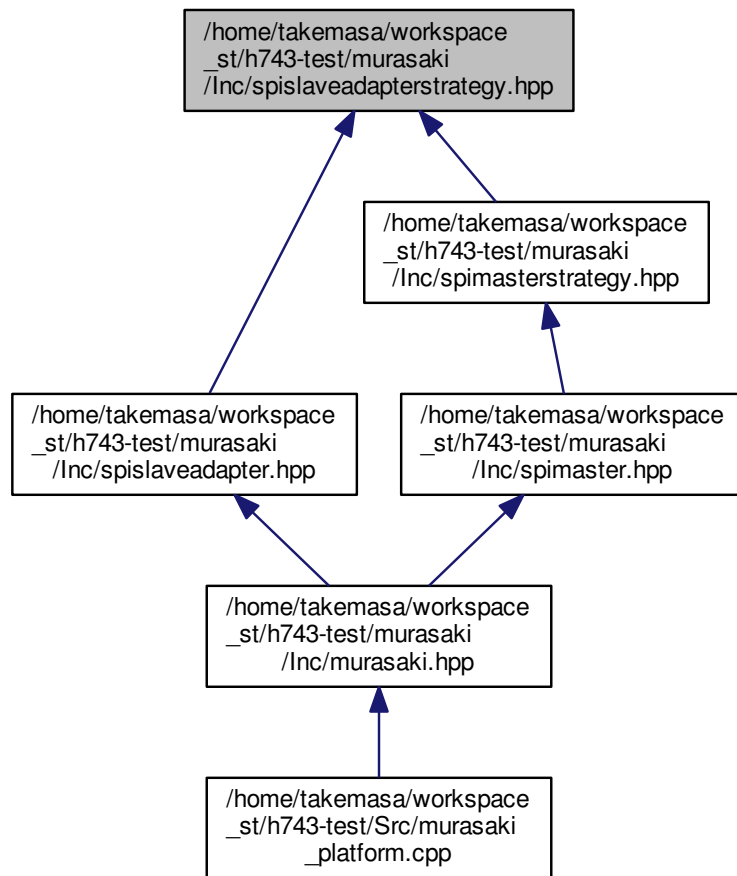 /home/takemasa/workspace
_st/h743-test/murasaki
/Inc/spislaveadapterstrategy.hpp
/home/takemasa/workspace
_st/h743-test/murasaki
/Inc/spimasterstrategy.hpp
/home/takemasa/workspace
_st/h743-test/murasaki
/Inc/spislaveadapter.hpp
/home/takemasa/workspace
_st/h743-test/murasaki
/Inc/spimaster.hpp
/home/takemasa/workspace
_st/h743-test/murasaki
/Inc/murasaki.hpp
/home/takemasa/workspace
_st/h743-test/Src/murasaki
_platform.cpp